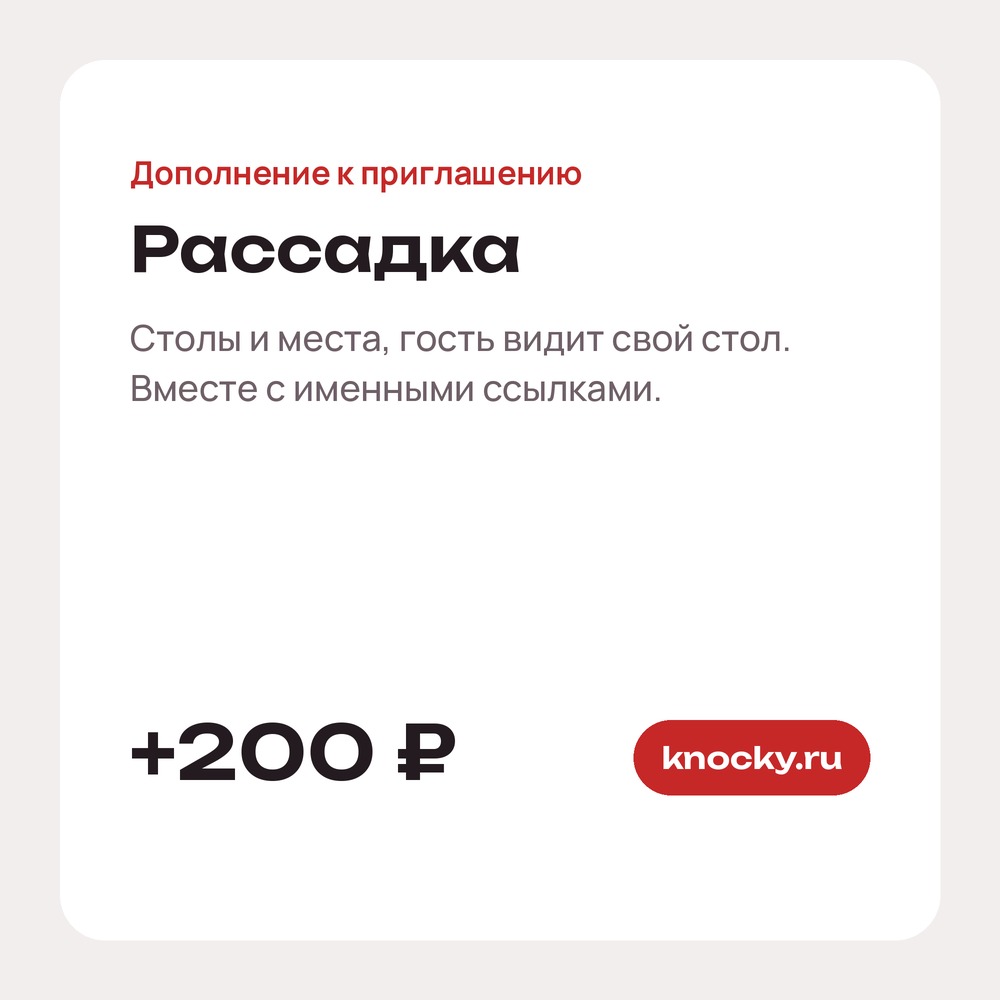 Дополнение к приглашению
Рассадка
Столы и места, гость видит свой стол.
Вместе с именными ссылками.
+200 ₽
knocky.ru